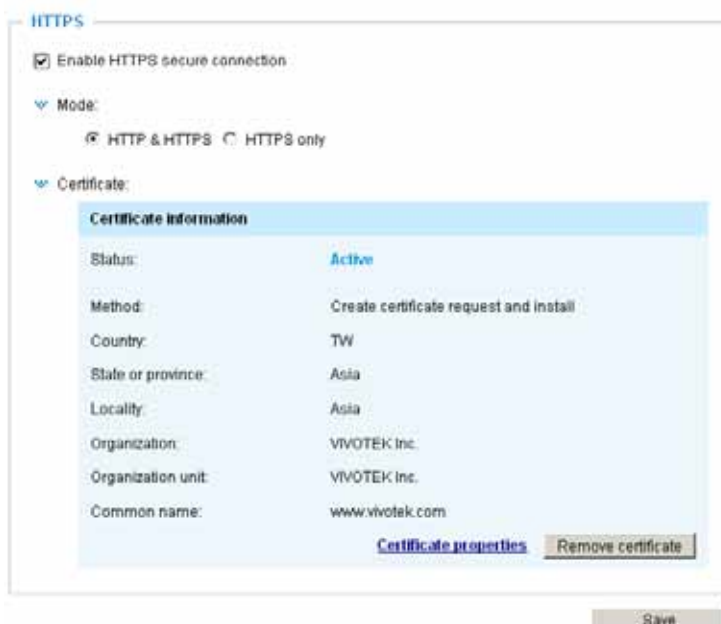 HTTPS
Enable HTTPS secure connection
Mode:
HTTP & HTTPS HTTPS only
Certificate:
Certificate information
Status: Active
Method: Create certificate request and install
Country: TW
State or province: Asia
Locality: Asia
Organization: VIVOTEK Inc.
Organization unit: VIVOTEK Inc.
Common name: www.vivotek.com
Certificate properties Remove certificate
Save